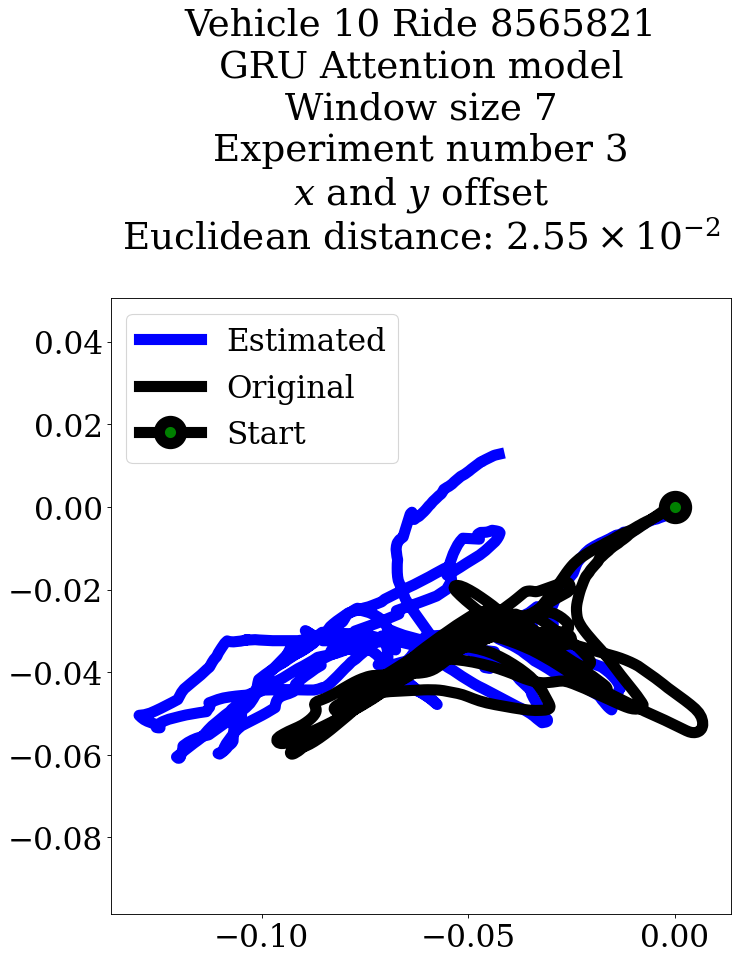 Vehicle 10 Ride 8565821
GRU Attention model
Window size 7
Experiment number 3
x and y offset
Euclidean distance: 2.55 × 10⁻²
Estimated
Original
Start
0.04
0.02
0.00
−0.02
−0.04
−0.06
−0.08
−0.10 −0.05 0.00